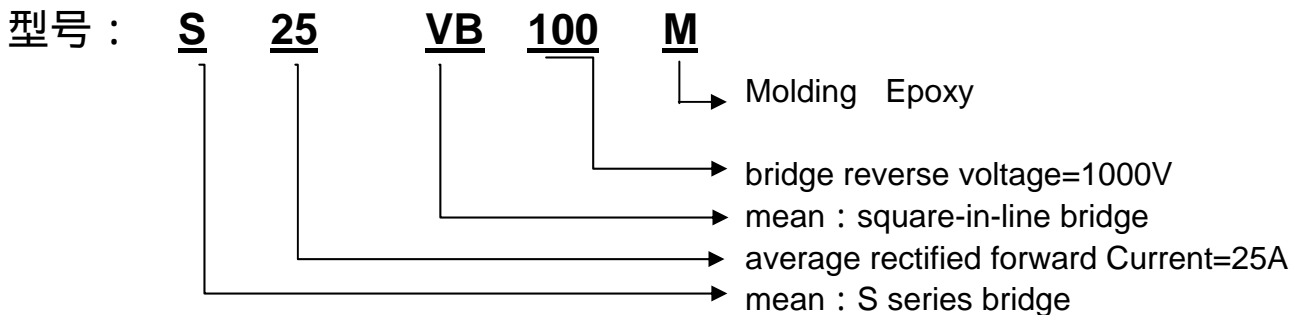 型号： S 25 VB 100 M
Molding Epoxy
bridge reverse voltage=1000V
mean：square-in-line bridge
average rectified forward Current=25A
mean：S series bridge